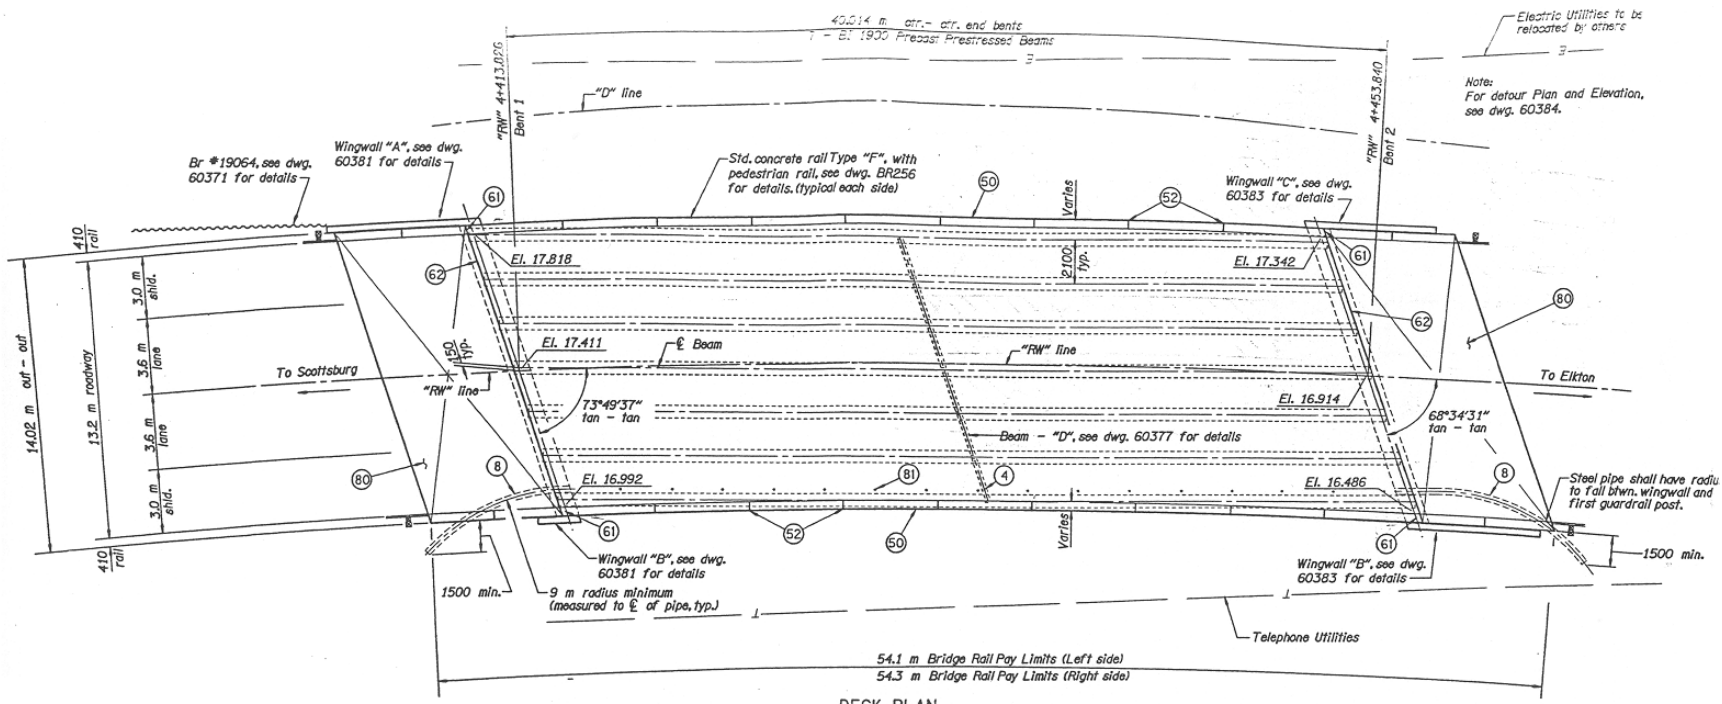 40.014 m ctr.- ctr. end bents
7 - BI 1900 Precast Prestressed Beams
Electric Utilities to be
relocated by others
E
E
Note:
For detour Plan and Elevation,
see dwg. 60384.
"D" line
"RW" 4+413.826
Bent 1
"RW" 4+453.840
Bent 2
Wingwall "A", see dwg.
60381 for details
Br #19064, see dwg.
60371 for details
Std. concrete rail Type "F", with
pedestrian rail, see dwg. BR256
for details. (typical each side)
50
Varies
52
Wingwall "C", see dwg.
60383 for details
61
410
rail
62
El. 17.818
2100
typ.
El. 17.342
61
80
62
14.02 m out - out
13.2 m roadway
3.0 m
shld.
3.6 m
lane
3.6 m
lane
3.0 m
shld.
150
typ.
El. 17.411
℄ Beam
"RW" line
To Scottsburg
"RW" line
To Elkton
73°49'37"
tan - tan
El. 16.914
68°34'31"
tan - tan
Beam - "D", see dwg. 60377 for details
80
8
El. 16.992
81
4
El. 16.486
8
Steel pipe shall have radiu
to fall btwn. wingwall and
first guardrail post.
410
rail
61
52
50
Varies
61
1500 min.
Wingwall "B", see dwg.
60381 for details
Wingwall "B", see dwg.
60383 for details
1500 min.
9 m radius minimum
(measured to ℄ of pipe, typ.)
T
T
Telephone Utilities
54.1 m Bridge Rail Pay Limits (Left side)
54.3 m Bridge Rail Pay Limits (Right side)
DECK PLAN